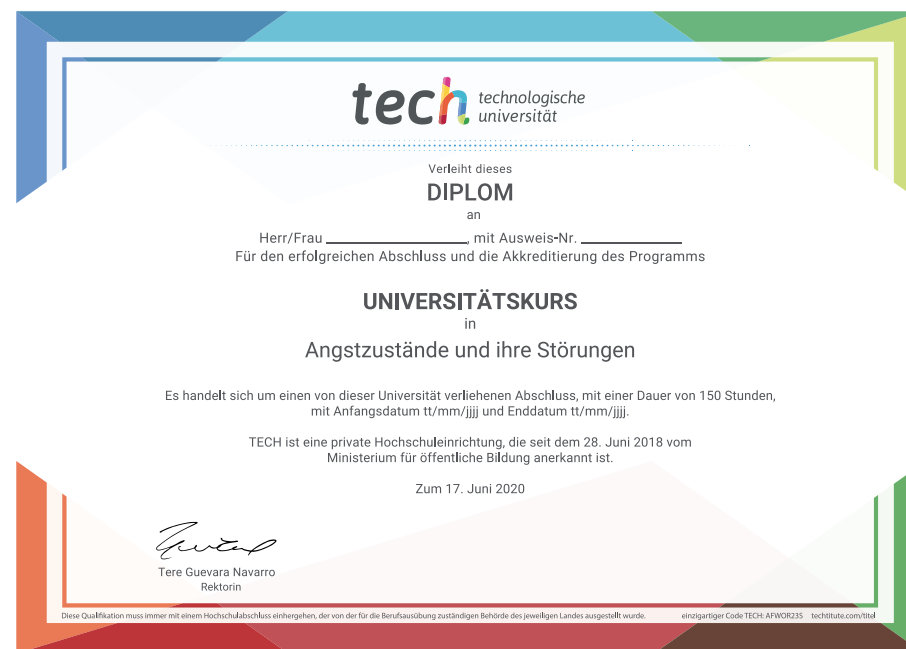 tech technologische
universität
Verleiht dieses
DIPLOM
an
Herr/Frau ____________________, mit Ausweis-Nr. ______________
Für den erfolgreichen Abschluss und die Akkreditierung des Programms
UNIVERSITÄTSKURS
in
Angstzustände und ihre Störungen
Es handelt sich um einen von dieser Universität verliehenen Abschluss, mit einer Dauer von 150 Stunden,
mit Anfangsdatum tt/mm/jjjj und Enddatum tt/mm/jjjj.
TECH ist eine private Hochschuleinrichtung, die seit dem 28. Juni 2018 vom
Ministerium für öffentliche Bildung anerkannt ist.
Zum 17. Juni 2020
Tere Guevara Navarro
Rektorin
Diese Qualifikation muss immer mit einem Hochschulabschluss einhergehen, der von der für die Berufsausübung zuständigen Behörde des jeweiligen Landes ausgestellt wurde. einzigartiger Code TECH: AFWOR23S techtitute.com/titel